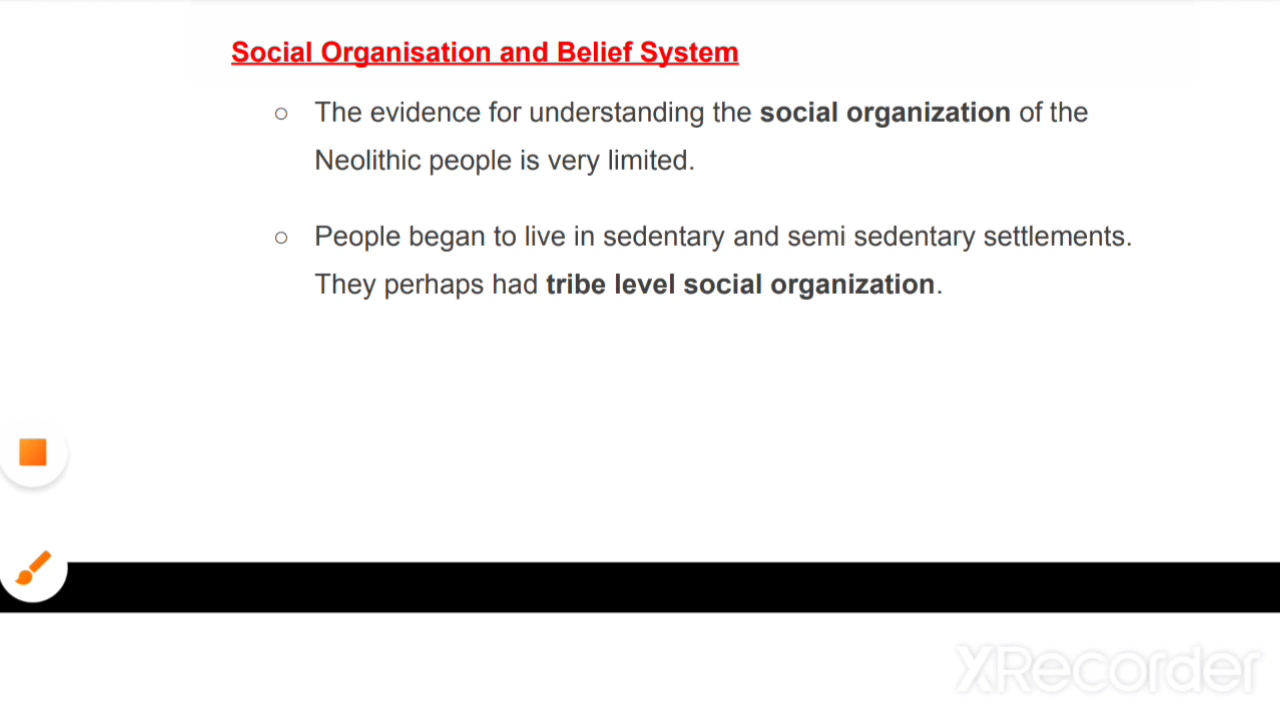 Social Organisation and Belief System
○ The evidence for understanding the social organization of the
Neolithic people is very limited.
○ People began to live in sedentary and semi sedentary settlements.
They perhaps had tribe level social organization.
XRecorder